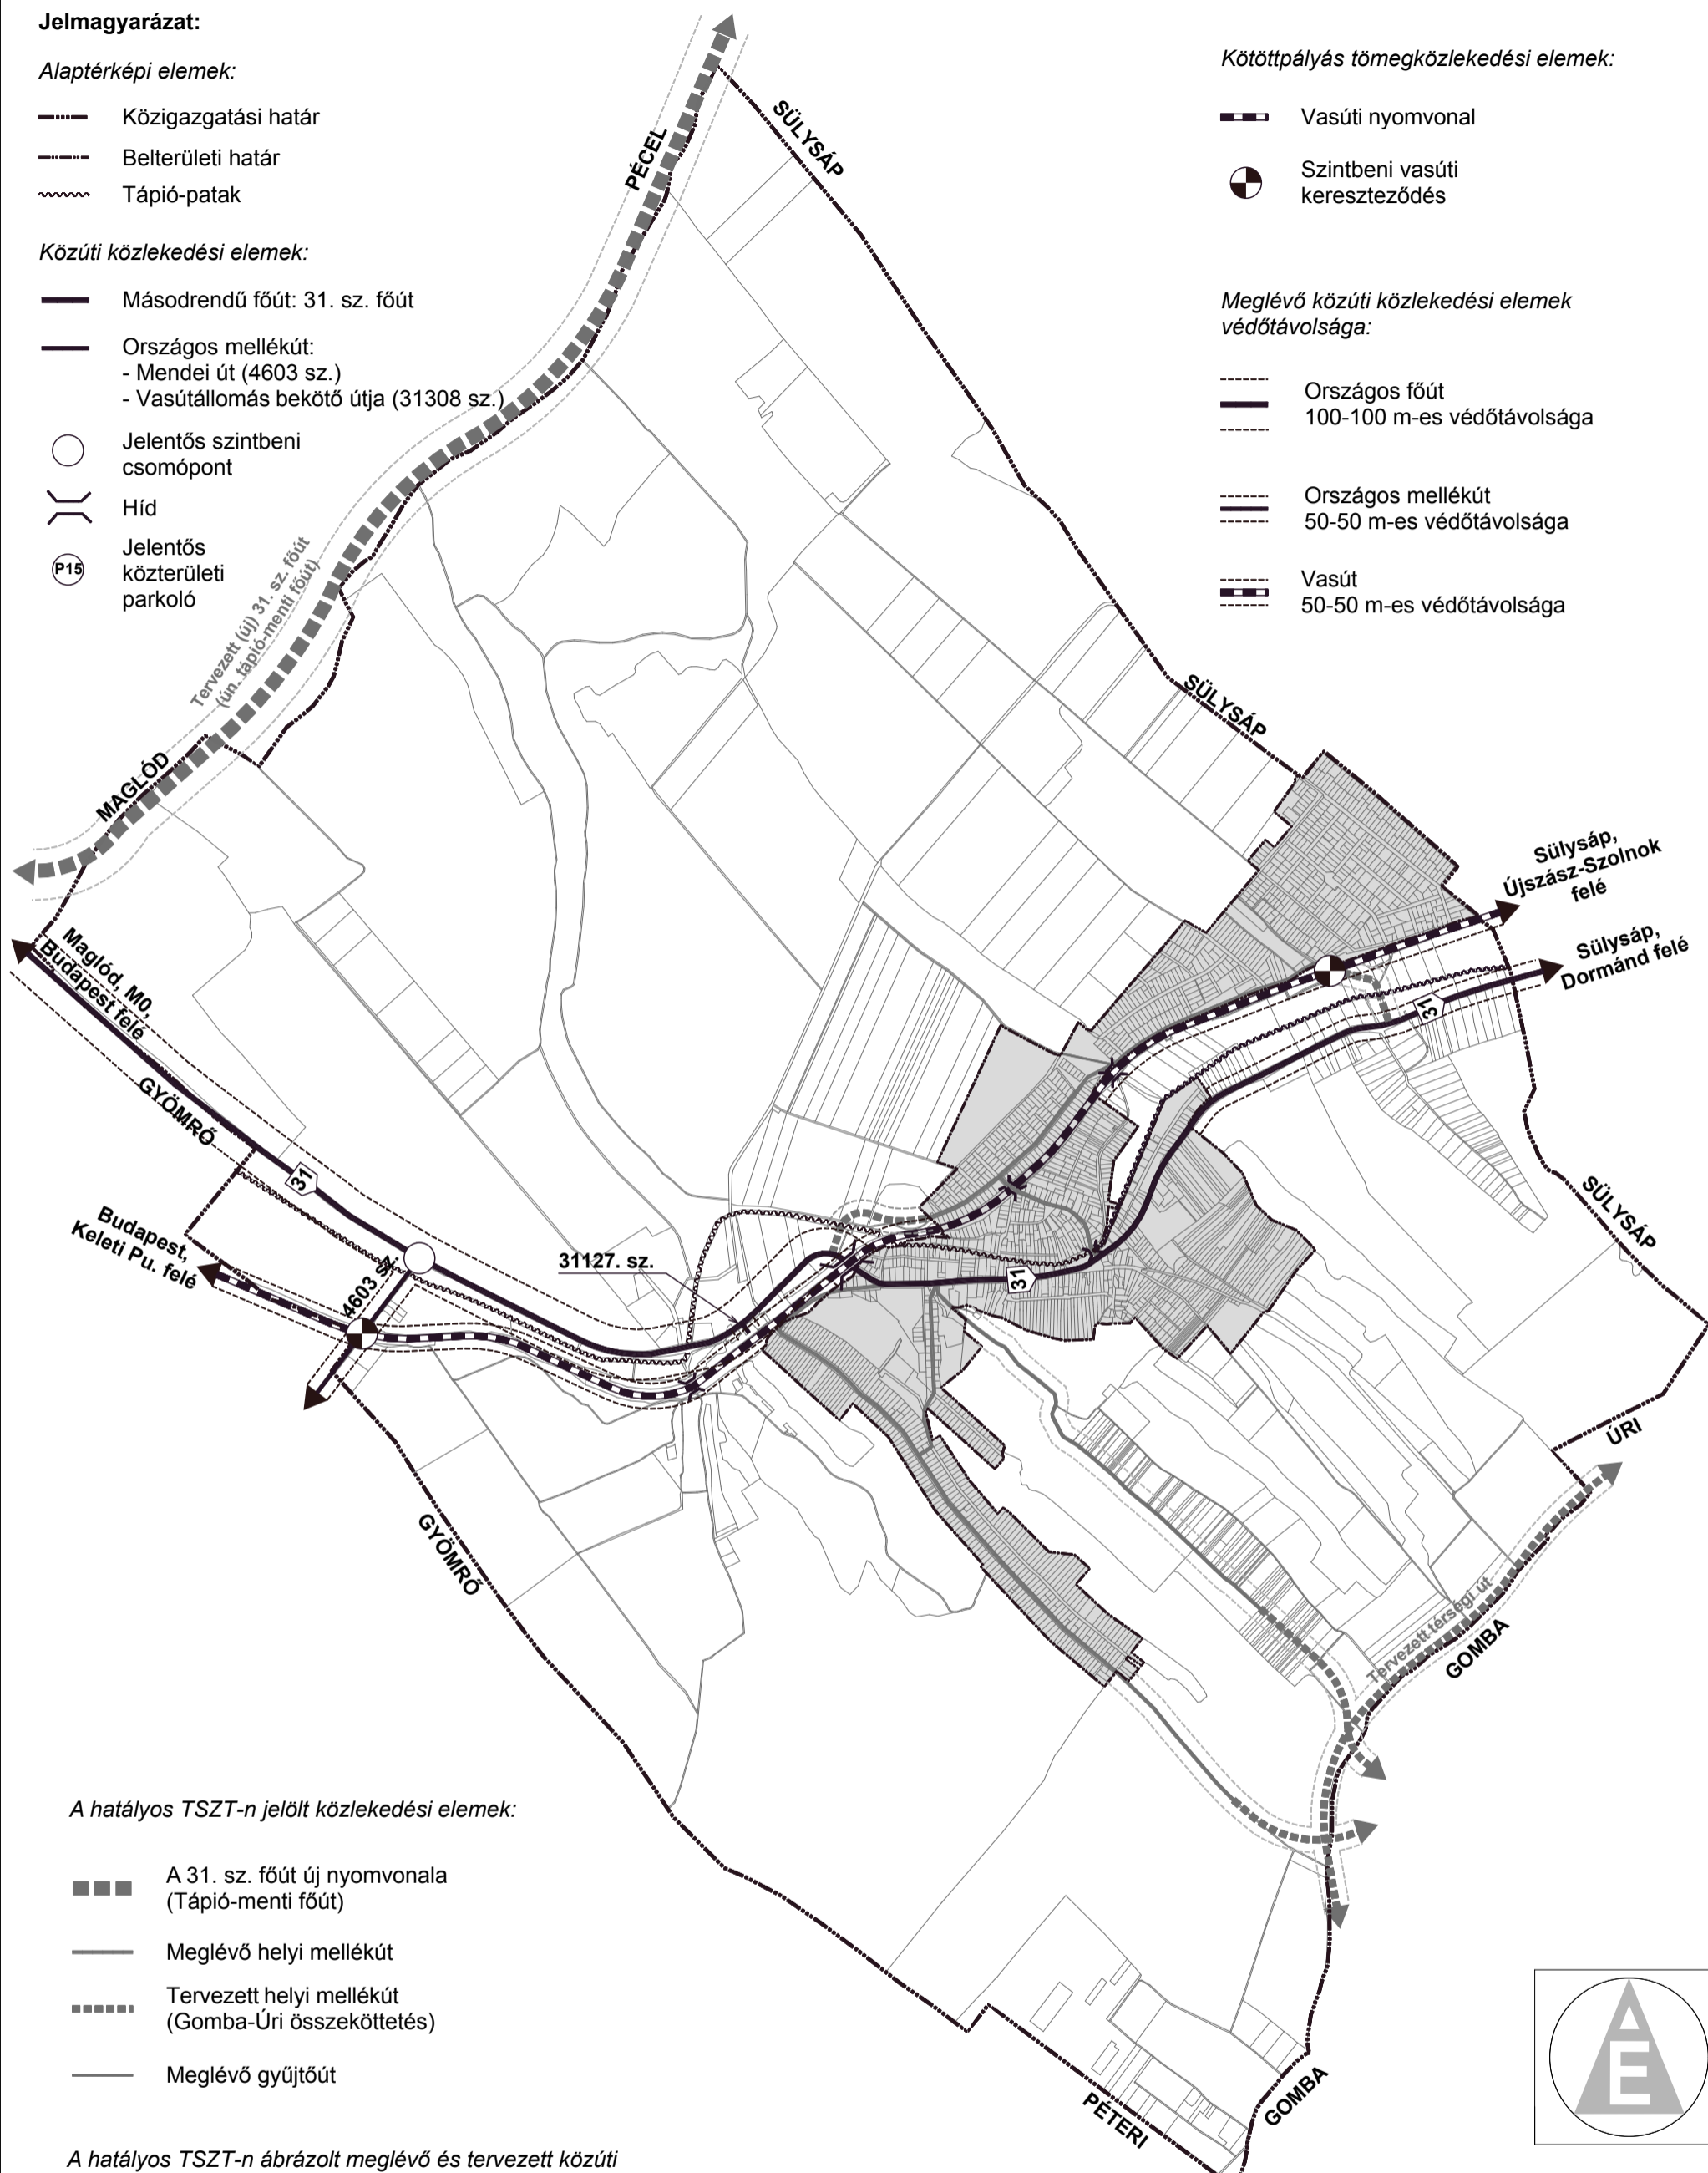 Jelmagyarázat:
Alaptérképi elemek:
Közigazgatási határ
Belterületi határ
Tápió-patak
Közúti közlekedési elemek:
Másodrendű főút: 31. sz. főút
Országos mellékút:
- Mendei út (4603 sz.)
- Vasútállomás bekötő útja (31308 sz.)
Jelentős szintbeni
csomópont
Híd
P15
Jelentős
közterületi
parkoló
Kötöttpályás tömegközlekedési elemek:
Vasúti nyomvonal
Szintbeni vasúti
kereszteződés
Meglévő közúti közlekedési elemek
védőtávolsága:
Országos főút
100-100 m-es védőtávolsága
Országos mellékút
50-50 m-es védőtávolsága
Vasút
50-50 m-es védőtávolsága
PÉCEL
SÜLYSÁP
Tervezett (új) 31. sz. főút
(ún. tápió-menti főút)
MAGLÓD
SÜLYSÁP
Sülysáp,
Újszász-Szolnok
felé
Sülysáp,
Dormánd felé
31
Maglód, M0,
Budapest felé
GYÖMRŐ
31
Budapest,
Keleti Pu. felé
4603 sz.
31127. sz.
31
SÜLYSÁP
ÚRI
GYÖMRŐ
Tervezett térségi út
GOMBA
A hatályos TSZT-n jelölt közlekedési elemek:
A 31. sz. főút új nyomvonala
(Tápió-menti főút)
Meglévő helyi mellékút
Tervezett helyi mellékút
(Gomba-Úri összeköttetés)
Meglévő gyűjtőút
PÉTERI
GOMBA
A
E
A hatályos TSZT-n ábrázolt meglévő és tervezett közúti